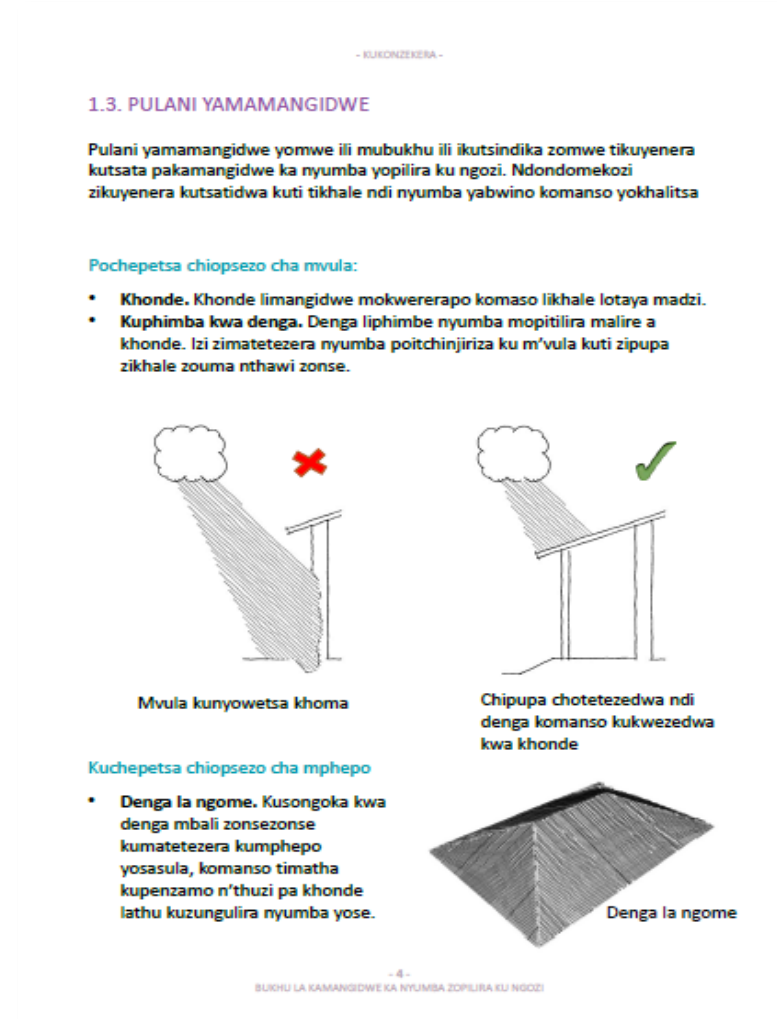 - KUKONZEKERA -
1.3. PULANI YAMAMANGIDWE
Pulani yamamangidwe yomwe ili mubukhu ili ikutsindika zomwe tikuyenera
kutsata pakamangidwe ka nyumba yopilira ku ngozi. Ndondomekozi
zikuyenera kutsatidwa kuti tikhale ndi nyumba yabwino komanso yokhalitsa
Pochepetsa chiopsezo cha mvula:
• Khonde. Khonde limangidwe mokwererapo komaso likhale lotaya madzi.
• Kuphimba kwa denga. Denga liphimbe nyumba mopitilira malire a
khonde. Izi zimatetezera nyumba poitchinjiriza ku m'vula kuti zipupa
zikhale zouma nthawi zonse.
Mvula kunyowetsa khoma
Chipupa chotetezedwa ndi
denga komanso kukwezedwa
kwa khonde
Kuchepetsa chiopsezo cha mphepo
• Denga la ngome. Kusongoka kwa
denga mbali zonsezonse
kumatetezera kumphepo
yosasula, komanso timatha
kupenzamo n'thuzi pa khonde
lathu kuzungulira nyumba yose.
Denga la ngome
- 4 -
BUKHU LA KAMANGIDWE KA NYUMBA ZOPILIRA KU NGOZI